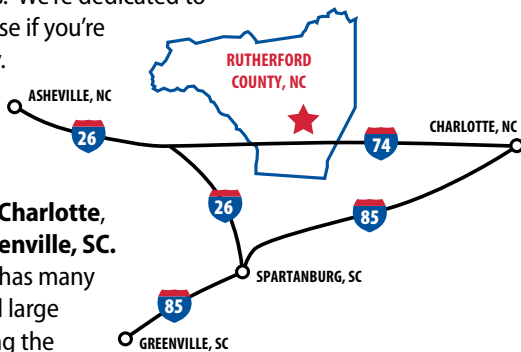 s. We're dedicated to
se if you're
.
RUTHERFORD
COUNTY, NC
ASHEVILLE, NC
26
74
CHARLOTTE, NC
Charlotte,
enville, SC.
has many
d large
ng the
26
85
SPARTANBURG, SC
85
GREENVILLE, SC